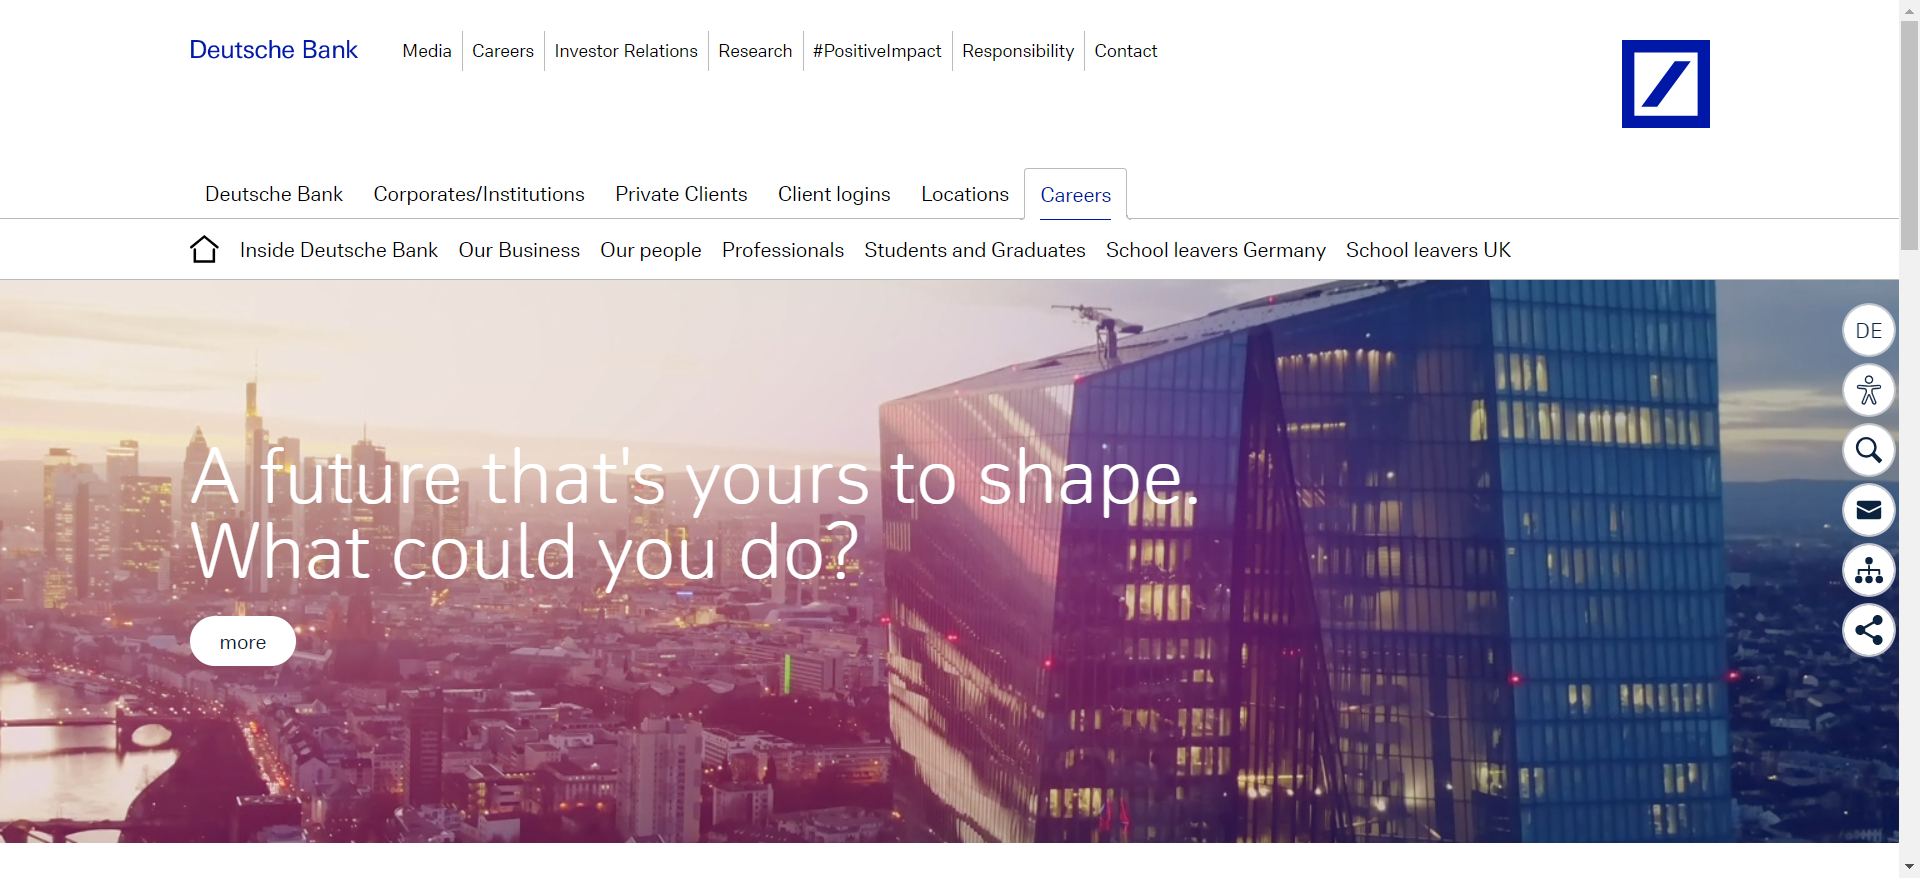 Deutsche Bank Media Careers Investor Relations Research #PositiveImpact Responsibility Contact
Deutsche Bank Corporates/Institutions Private Clients Client logins Locations Careers
Inside Deutsche Bank Our Business Our people Professionals Students and Graduates School leavers Germany School leavers UK
DE
A future that's yours to shape.
What could you do?
more